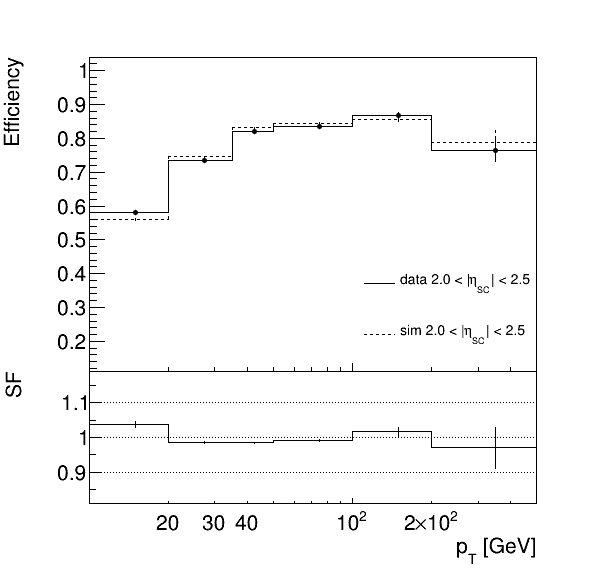 Efficiency
1
0.9
0.8
0.7
0.6
0.5
0.4
0.3
0.2
data 2.0 < |η_SC| < 2.5
sim 2.0 < |η_SC| < 2.5
SF
1.1
1
0.9
20 30 40 10² 2×10²
p_T [GeV]